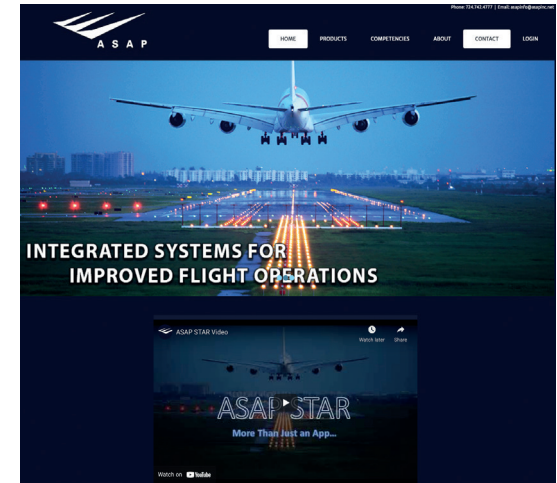 Phone: 724.742.4777 | Email: asapinfo@asapinc.net
ASAP
HOME PRODUCTS COMPETENCIES ABOUT CONTACT LOGIN
INTEGRATED SYSTEMS FOR
IMPROVED FLIGHT OPERATIONS
ASAP STAR Video
Watch later Share
ASAP STAR
More Than Just an App...
Watch on YouTube